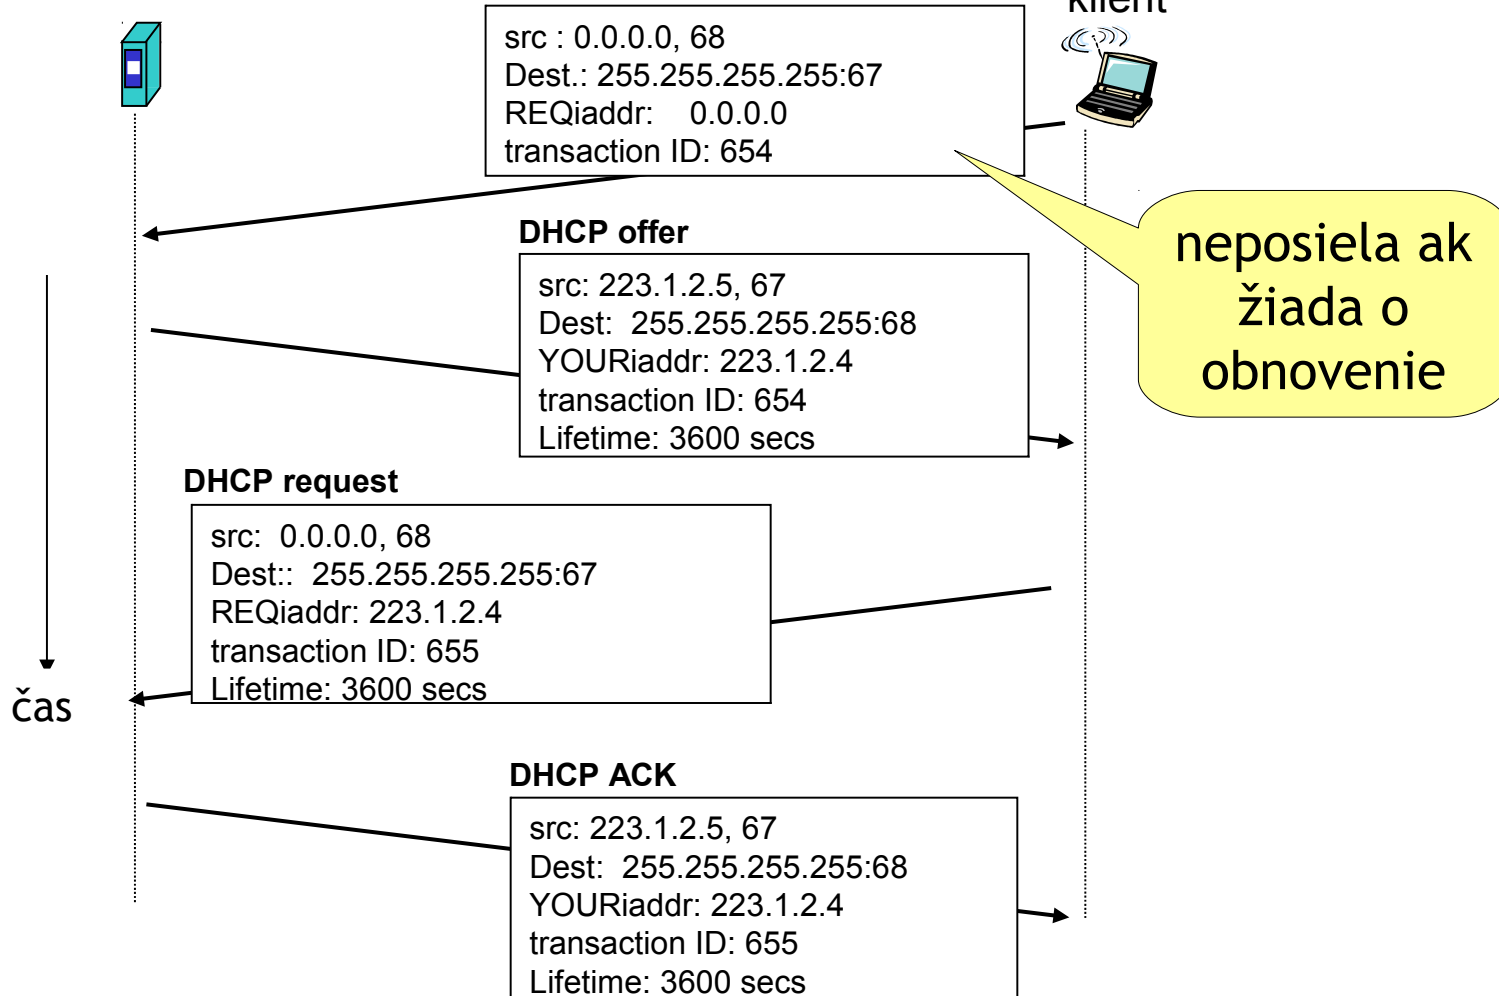 klient
src : 0.0.0.0, 68
Dest.: 255.255.255.255:67
REQiaddr: 0.0.0.0
transaction ID: 654
neposiela ak
žiada o
obnovenie
DHCP offer
src: 223.1.2.5, 67
Dest: 255.255.255.255:68
YOURiaddr: 223.1.2.4
transaction ID: 654
Lifetime: 3600 secs
DHCP request
src: 0.0.0.0, 68
Dest:: 255.255.255.255:67
REQiaddr: 223.1.2.4
transaction ID: 655
Lifetime: 3600 secs
čas
DHCP ACK
src: 223.1.2.5, 67
Dest: 255.255.255.255:68
YOURiaddr: 223.1.2.4
transaction ID: 655
Lifetime: 3600 secs